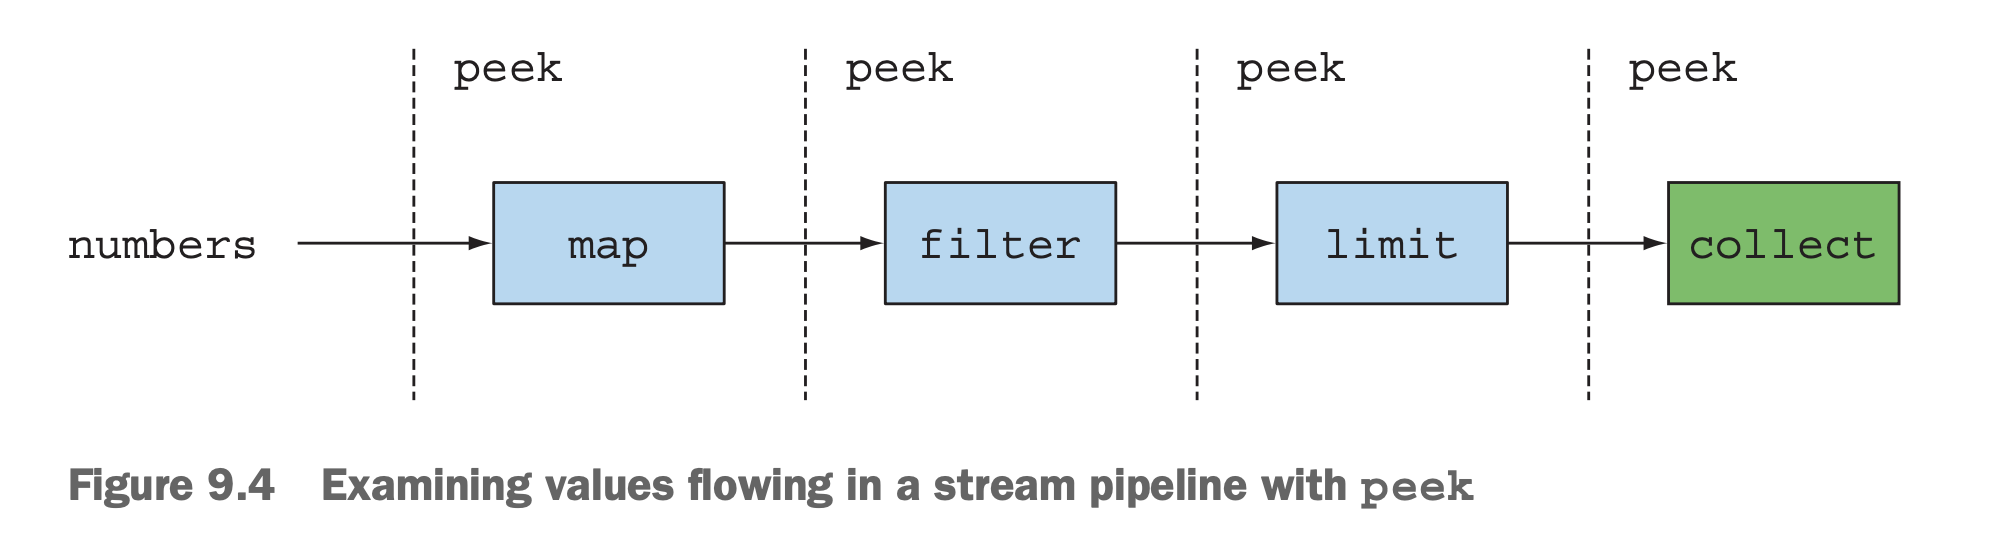 peek peek peek peek
numbers map filter limit collect
Figure 9.4 Examining values flowing in a stream pipeline with peek